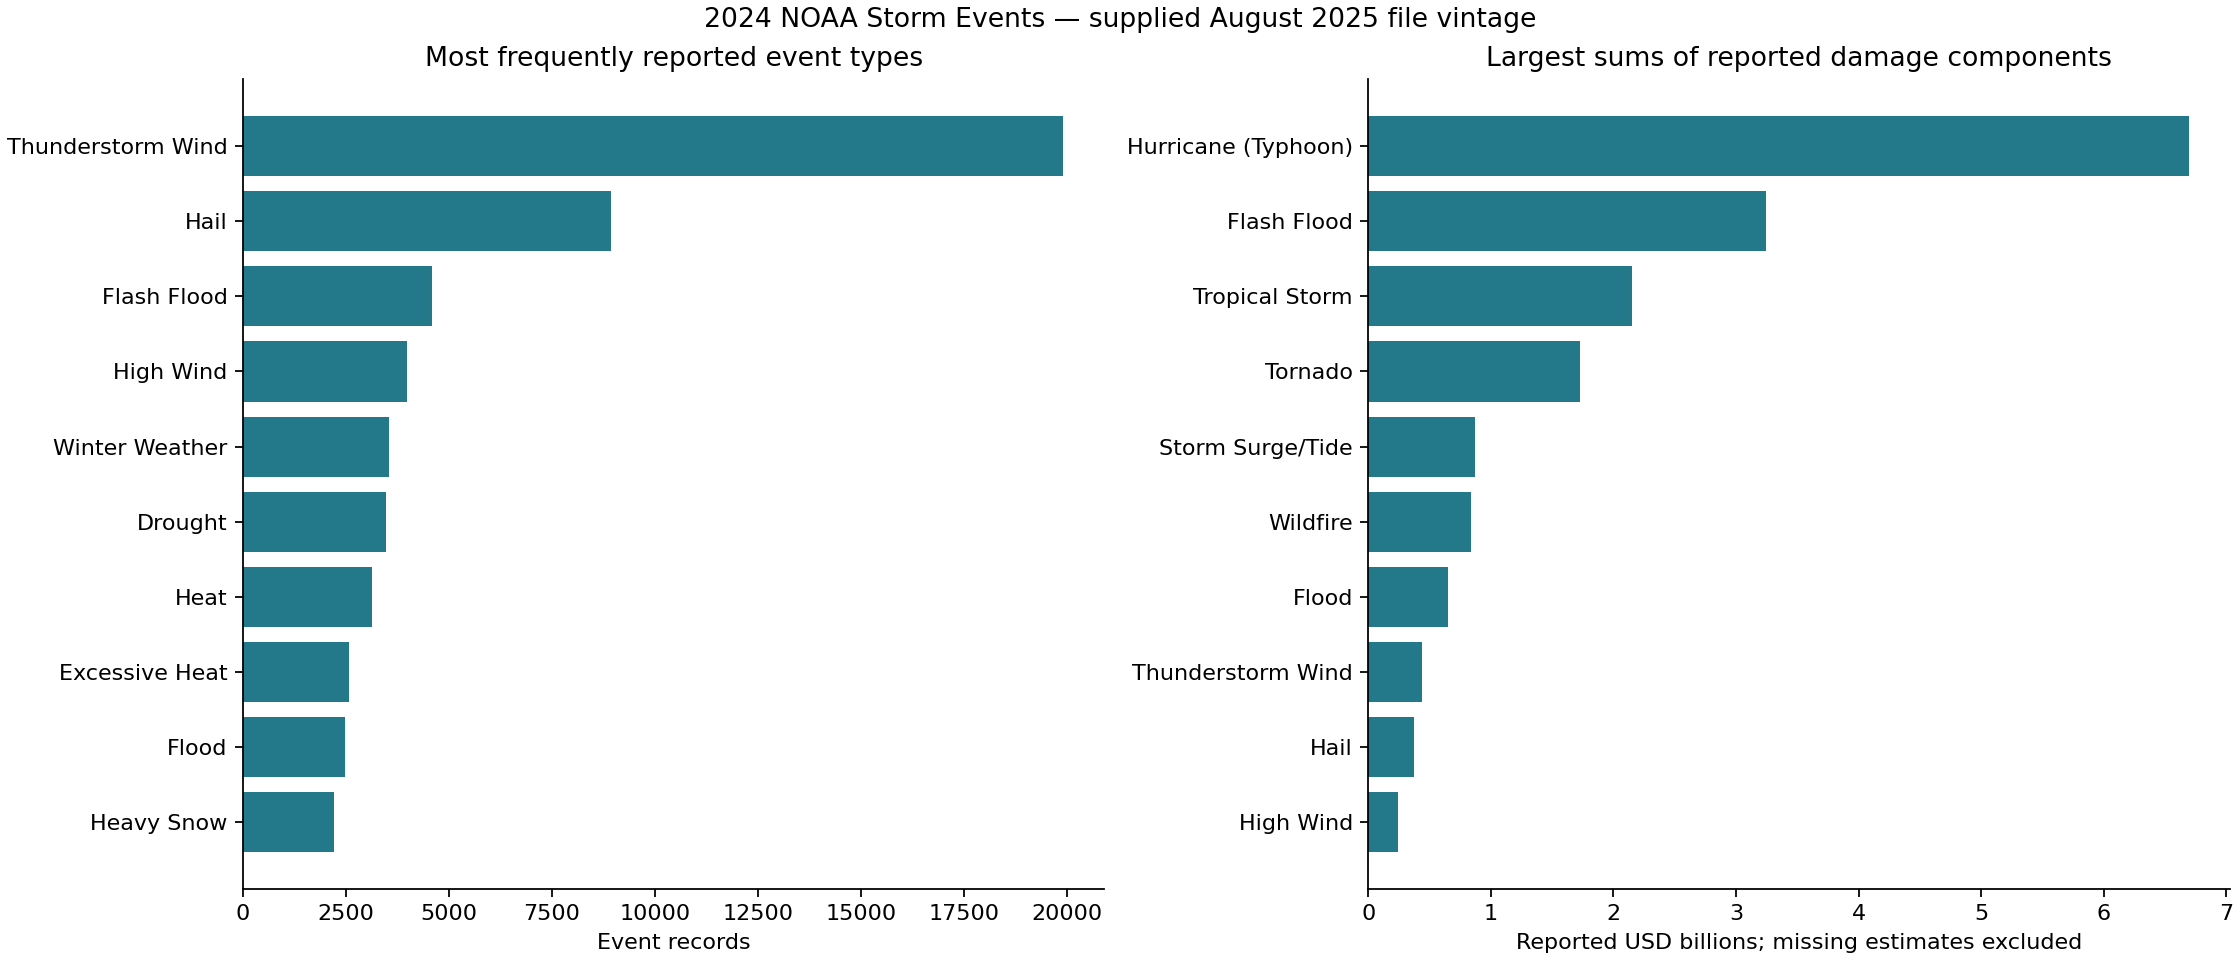 2024 NOAA Storm Events — supplied August 2025 file vintage
Most frequently reported event types
Thunderstorm Wind
Hail
Flash Flood
High Wind
Winter Weather
Drought
Heat
Excessive Heat
Flood
Heavy Snow
0 2500 5000 7500 10000 12500 15000 17500 20000
Event records
Largest sums of reported damage components
Hurricane (Typhoon)
Flash Flood
Tropical Storm
Tornado
Storm Surge/Tide
Wildfire
Flood
Thunderstorm Wind
Hail
High Wind
0 1 2 3 4 5 6 7
Reported USD billions; missing estimates excluded